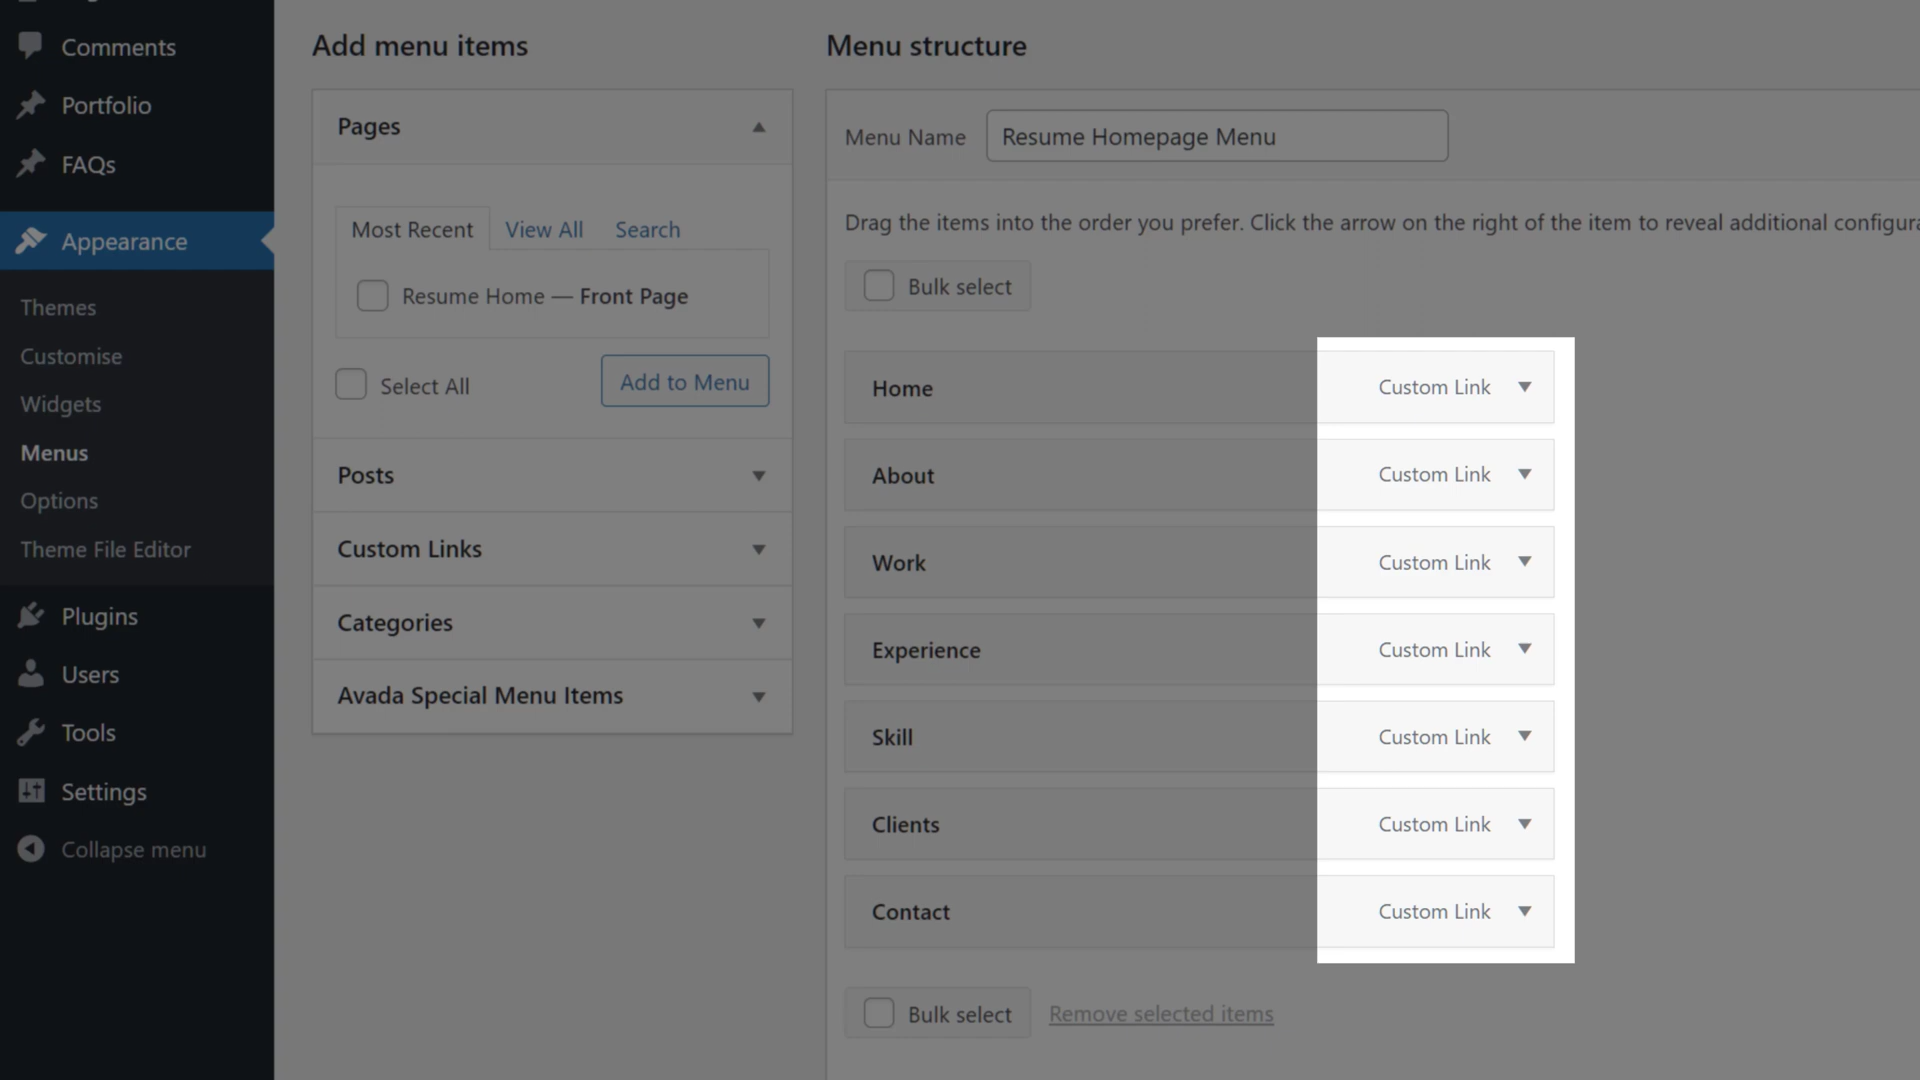 Comments
Portfolio
FAQs
Appearance
Themes
Customise
Widgets
Menus
Options
Theme File Editor
Plugins
Users
Tools
Settings
Collapse menu
Add menu items
Pages
Most Recent View All Search
Resume Home — Front Page
Select All Add to Menu
Posts
Custom Links
Categories
Avada Special Menu Items
Menu structure
Menu Name Resume Homepage Menu
Drag the items into the order you prefer. Click the arrow on the right of the item to reveal additional configura
Bulk select
Home Custom Link
About Custom Link
Work Custom Link
Experience Custom Link
Skill Custom Link
Clients Custom Link
Contact Custom Link
Bulk select Remove selected items